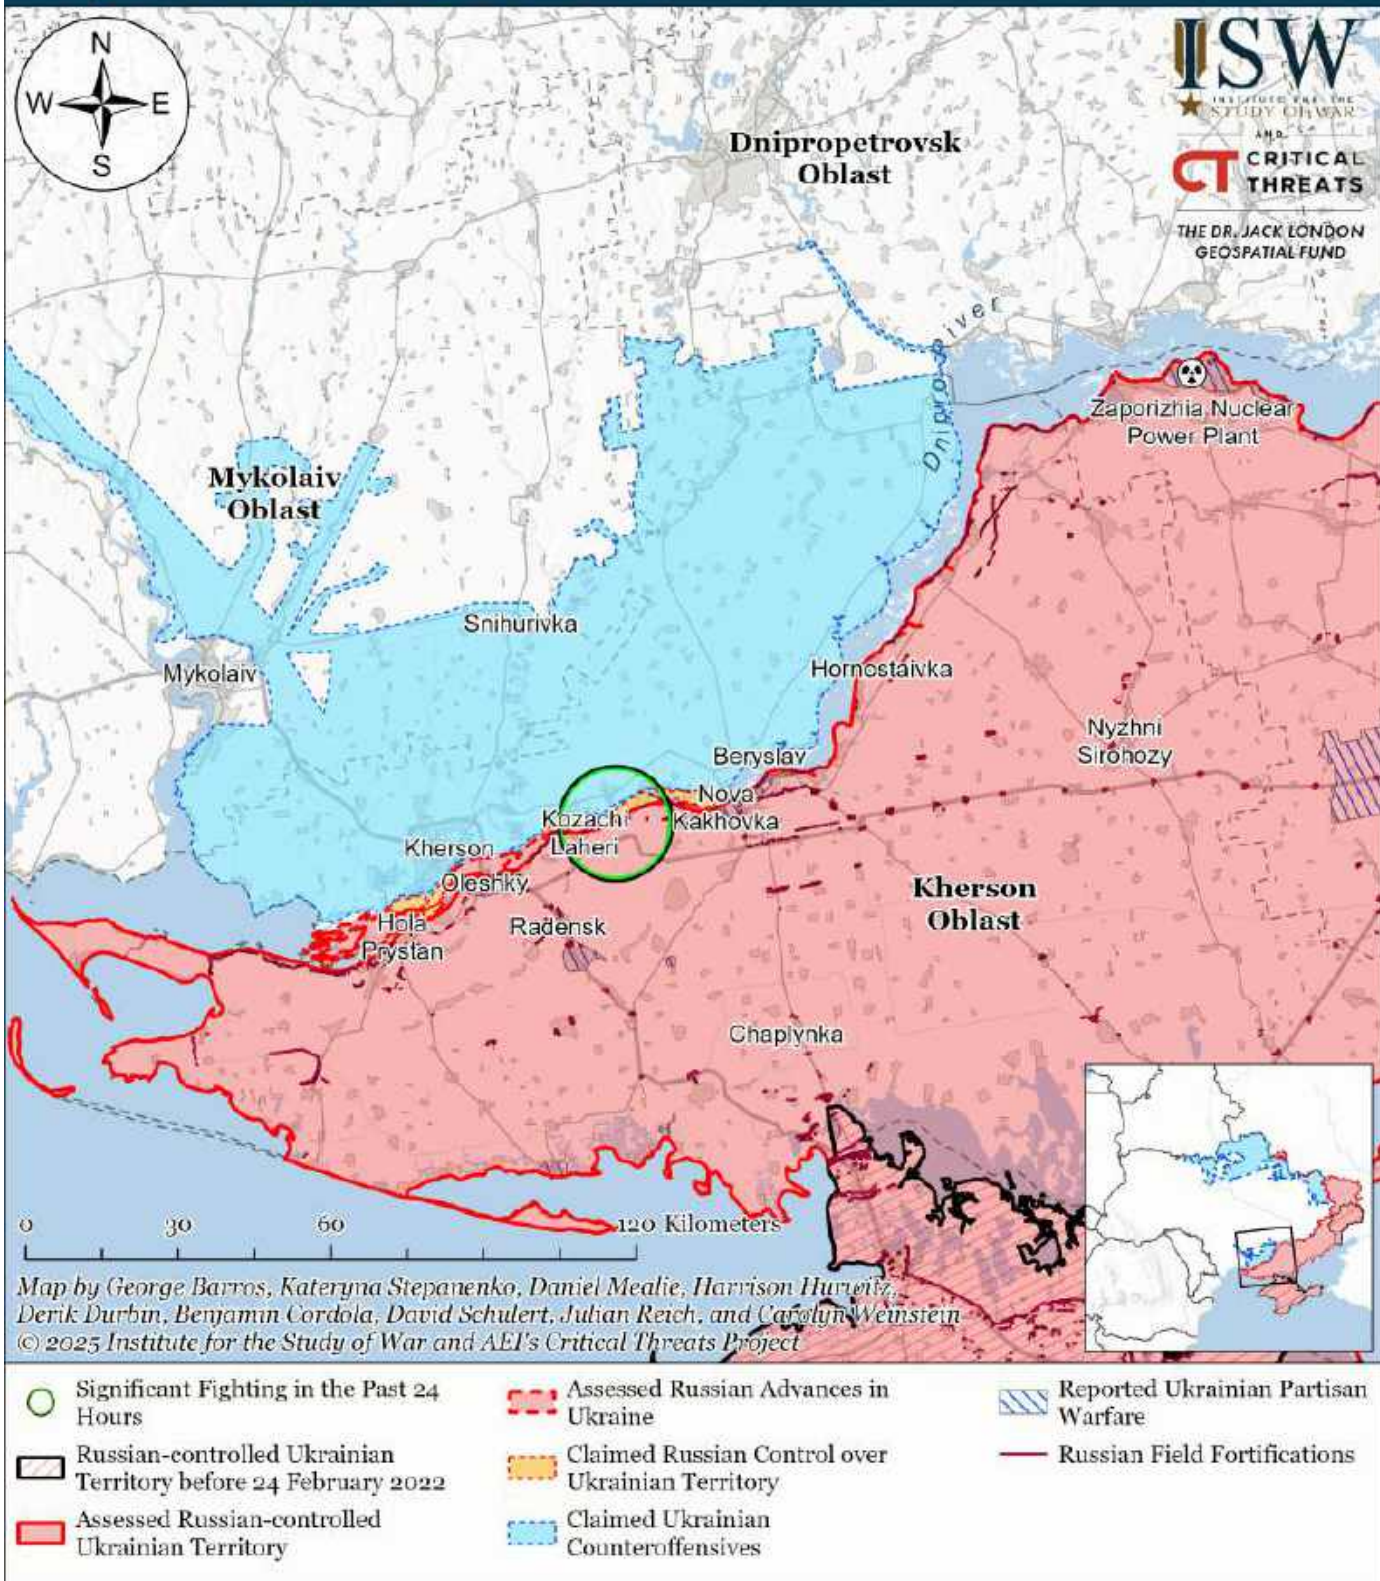 N
W E
S
ISW
INSTITUTE FOR THE
STUDY OF WAR
AND
CT CRITICAL
THREATS
THE DR. JACK LONDON
GEOSPATIAL FUND
Dnipropetrovsk
Oblast
Dnipro River
Zaporizhia Nuclear
Power Plant
Mykolaiv
Oblast
Snihurivka
Mykolaiv
Hornostaivka
Nyzhni
Sirohozy
Beryslav
Nova
Kakhovka
Kozachi
Laheri
Kherson
Oleshky
Kherson
Oblast
Hola
Prystan
Radensk
Chaplynka
0 30 60 120 Kilometers
Map by George Barros, Kateryna Stepanenko, Daniel Mealie, Harrison Hurwitz,
Derik Durbin, Benjamin Cordola, David Schulert, Julian Reich, and Carolyn Weinstein
© 2025 Institute for the Study of War and AEI's Critical Threats Project
Significant Fighting in the Past 24
Hours
Russian-controlled Ukrainian
Territory before 24 February 2022
Assessed Russian-controlled
Ukrainian Territory
Assessed Russian Advances in
Ukraine
Claimed Russian Control over
Ukrainian Territory
Claimed Ukrainian
Counteroffensives
Reported Ukrainian Partisan
Warfare
Russian Field Fortifications